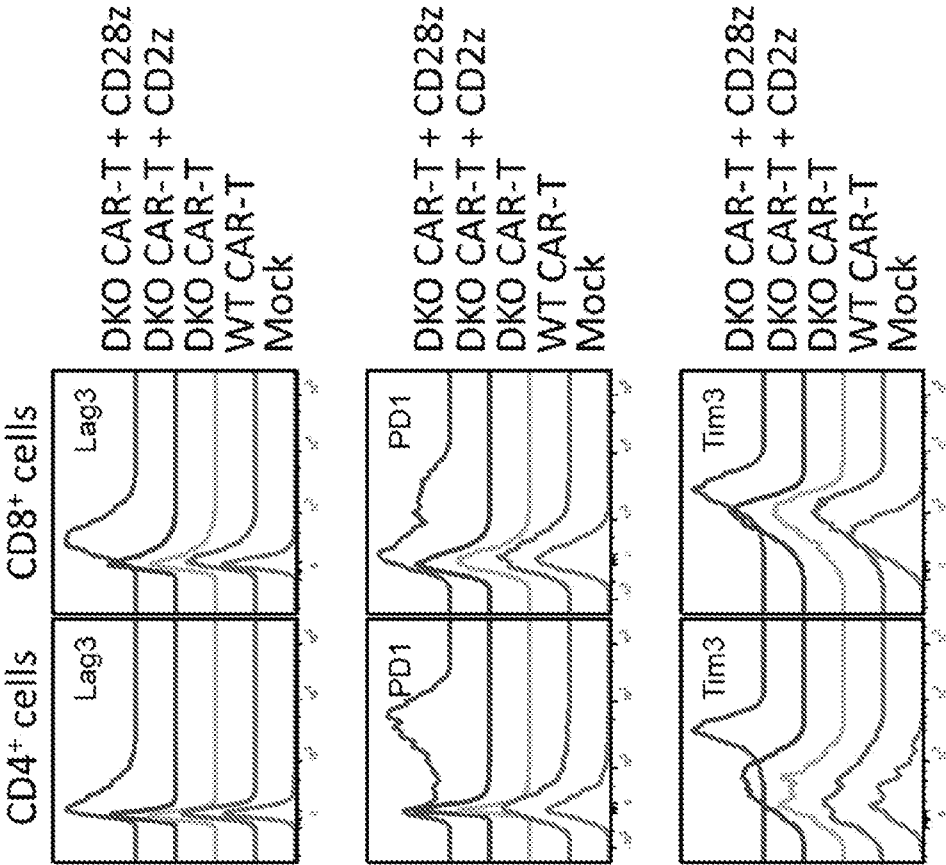 CD4⁺ cells
CD8⁺ cells
Lag3
Lag3
DKO CAR-T + CD28z
DKO CAR-T + CD2z
DKO CAR-T
WT CAR-T
Mock
PD1
PD1
DKO CAR-T + CD28z
DKO CAR-T + CD2z
DKO CAR-T
WT CAR-T
Mock
Tim3
Tim3
DKO CAR-T + CD28z
DKO CAR-T + CD2z
DKO CAR-T
WT CAR-T
Mock